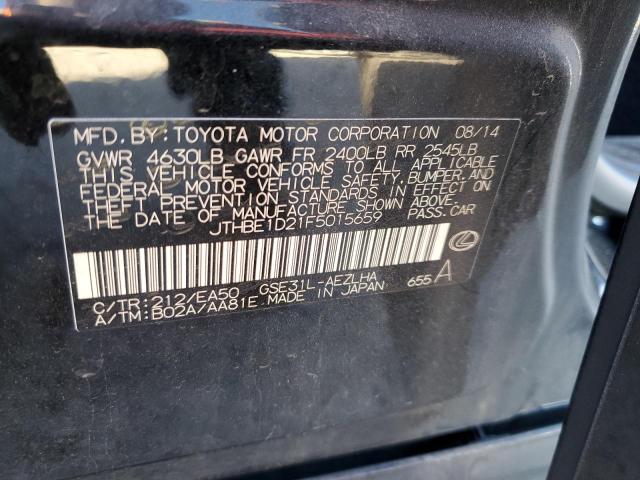 MFD. BY: TOYOTA MOTOR CORPORATION 08/14
GVWR 4630LB GAWR FR 2400LB RR 2545LB
THIS VEHICLE CONFORMS TO ALL APPLICABLE
FEDERAL MOTOR VEHICLE SAFETY, BUMPER, AND
THEFT PREVENTION STANDARDS IN EFFECT ON
THE DATE OF MANUFACTURE SHOWN ABOVE.
JTHBE1D21F5015659 PASS. CAR
C/TR: 212/EA50 GSE31L-AEZLHA
A/TM: B02A/AA81E MADE IN JAPAN 655 A